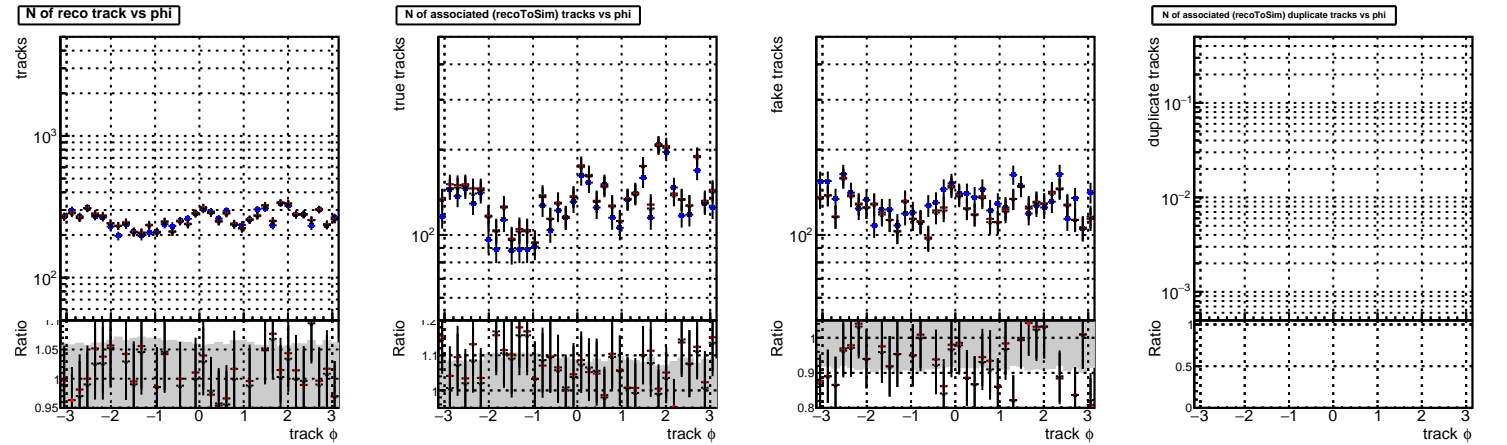 N of reco track vs phi
tracks
10³
10²
Ratio
1.1
1.05
1
0.95
−3 −2 −1 0 1 2 3
track ϕ
N of associated (recoToSim) tracks vs phi
true tracks
10²
Ratio
1.2
1.1
1
−3 −2 −1 0 1 2 3
track ϕ
fake tracks
10²
Ratio
1
0.9
0.8
−3 −2 −1 0 1 2 3
track ϕ
N of associated (recoToSim) duplicate tracks vs phi
duplicate tracks
10⁻¹
10⁻²
10⁻³
Ratio
1
0.5
0
−3 −2 −1 0 1 2 3
track ϕ